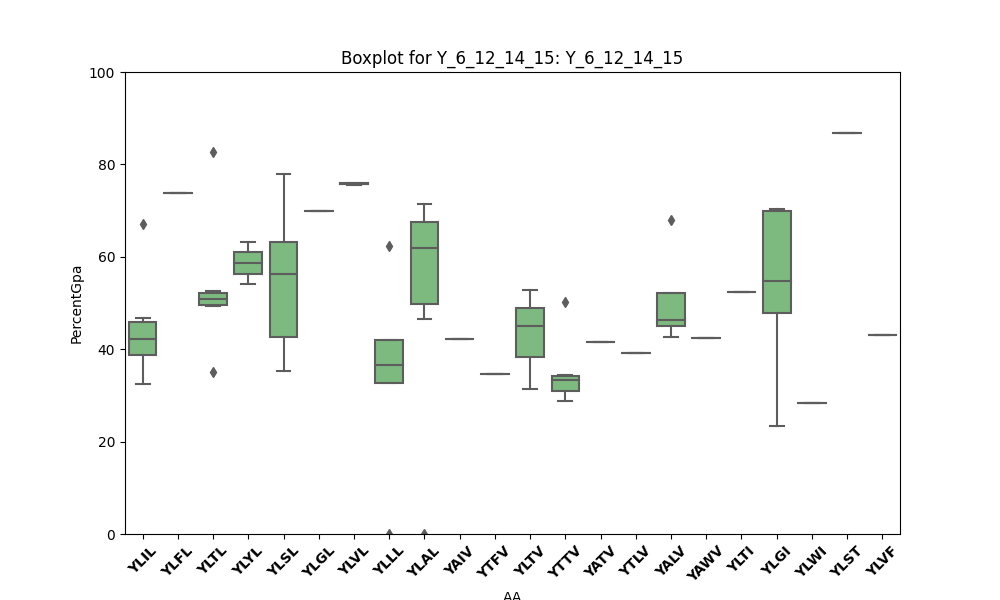 Boxplot for Y_6_12_14_15: Y_6_12_14_15
100
80
60
40
20
0
PercentGpa
YLIL
YLFL
YLTL
YLYL
YLSL
YLGL
YLVL
YLLL
YLAL
YAIV
YTFV
YLTV
YTTV
YATV
YTLV
YALV
YAWV
YLTI
YLGI
YLWI
YLST
YLVF
AA